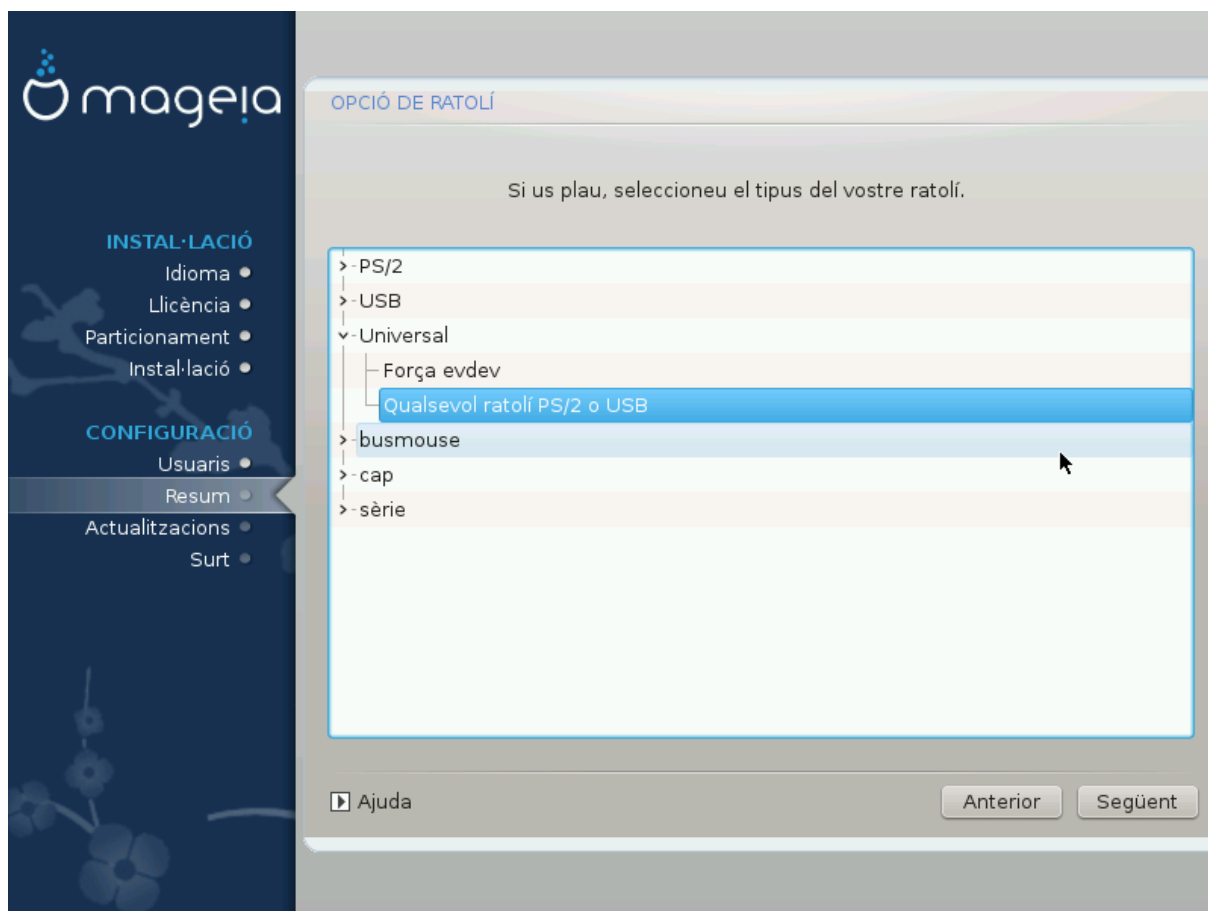 mageia
INSTAL·LACIÓ
Idioma
Llicència
Particionament
Instal·lació
CONFIGURACIÓ
Usuaris
Resum
Actualitzacions
Surt
OPCIÓ DE RATOLÍ
Si us plau, seleccioneu el tipus del vostre ratolí.
PS/2
USB
Universal
Força evdev
Qualsevol ratolí PS/2 o USB
busmouse
cap
sèrie
Ajuda
Anterior
Següent